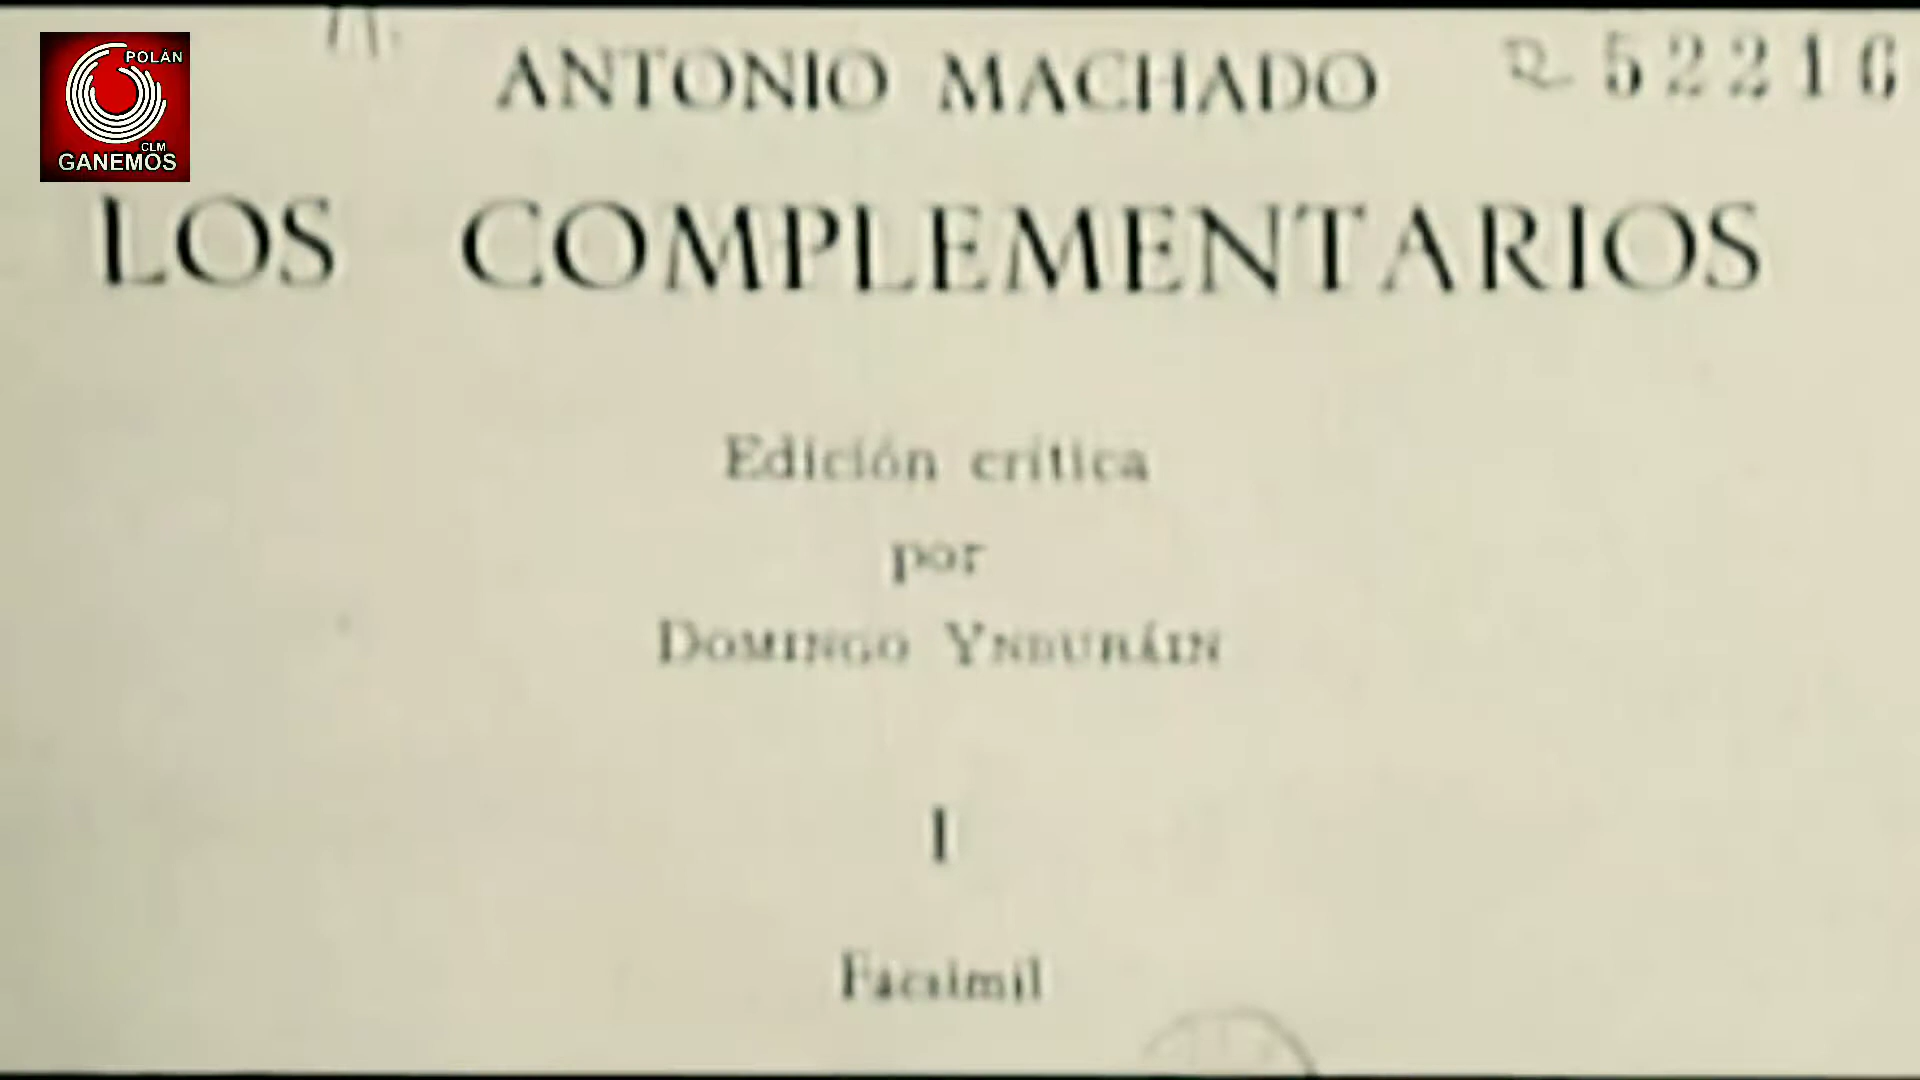 POLÁN
CLM
GANEMOS
ANTONIO MACHADO
R 52216
LOS COMPLEMENTARIOS
Edición crítica
por
DOMINGO YNDURÁIN
I
Facsímil